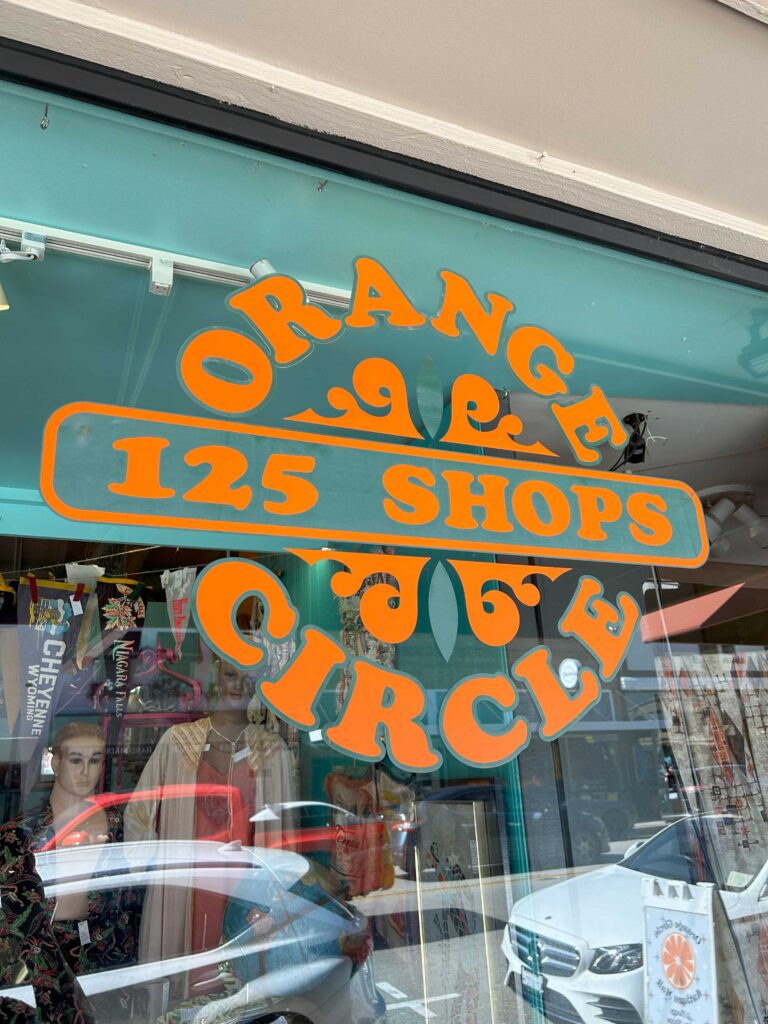 ORANGE
125 SHOPS
CIRCLE
CHEYENNE
WYOMING
NIAGARA FALLS